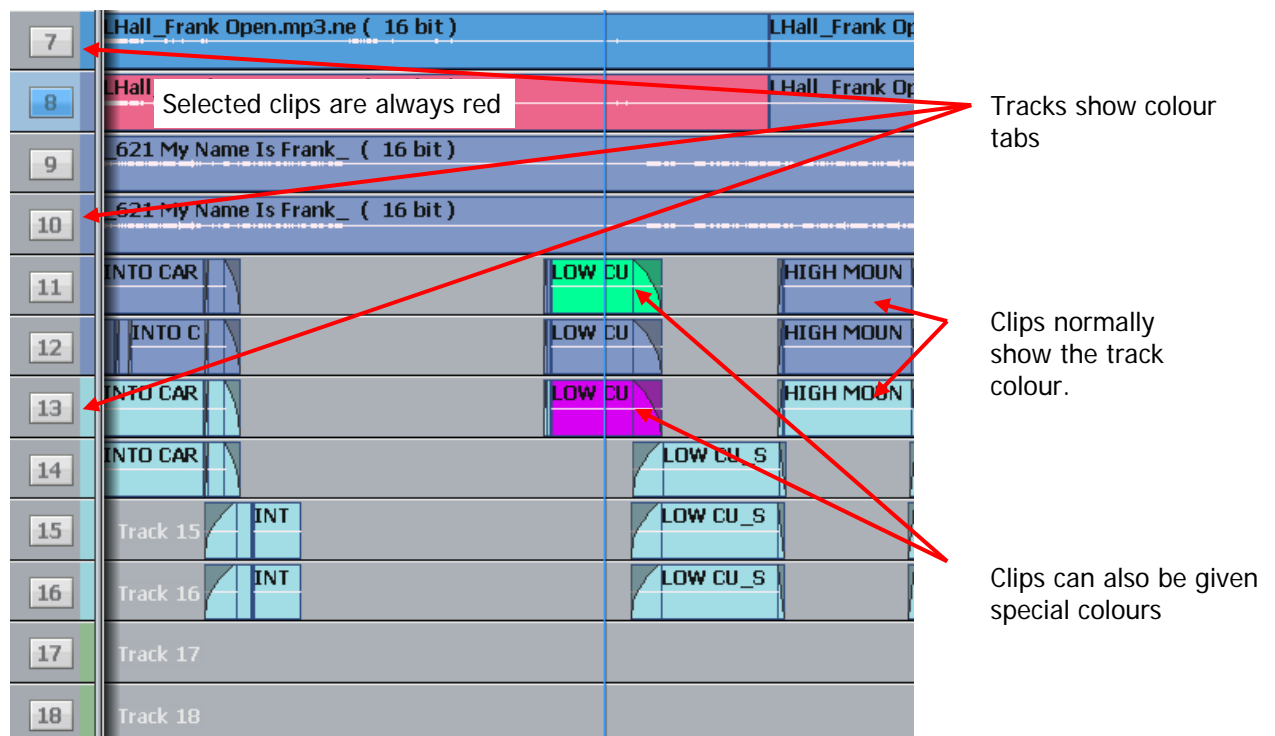 7
LHall_Frank Open.mp3.ne ( 16 bit )
LHall_Frank Op
8
LHall
LHall_Frank Op
Selected clips are always red
Tracks show colour
tabs
9
_621 My Name Is Frank_ ( 16 bit )
10
_621 My Name Is Frank_ ( 16 bit )
11
INTO CAR
LOW CU
HIGH MOUN
Clips normally
show the track
colour.
12
INTO C
LOW CU
HIGH MOUN
13
INTO CAR
LOW CU
HIGH MOUN
14
INTO CAR
LOW CU_S
15
Track 15
INT
LOW CU_S
16
Track 16
INT
LOW CU_S
Clips can also be given
special colours
17
Track 17
18
Track 18